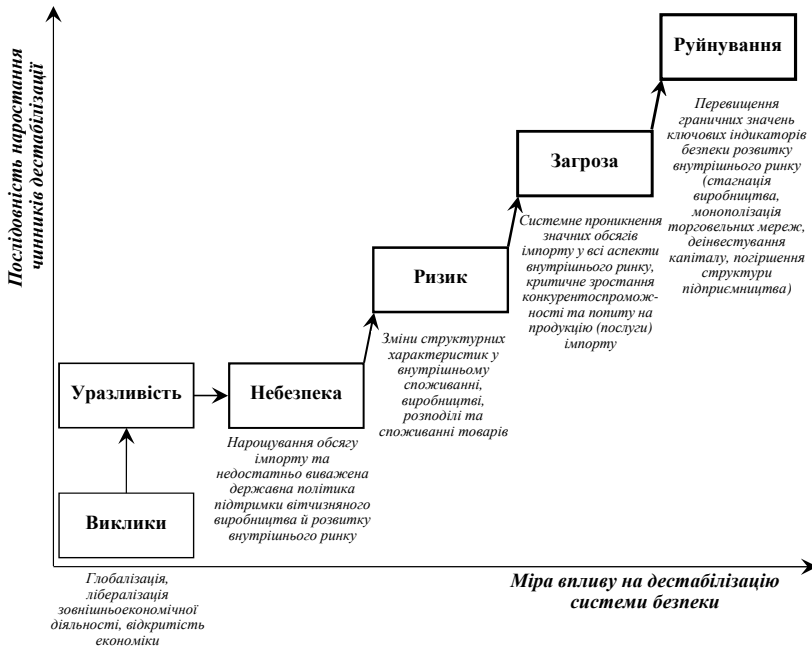 Послідовність наростання
чинників дестабілізації
Руйнування
Перевищення
граничних значень
ключових індикаторів
безпеки розвитку
внутрішнього ринку
(стагнація
виробництва,
монополізація
торговельних мереж,
деінвестування
капіталу, погіршення
структури
підприємництва)
Загроза
Системне проникнення
значних обсягів
імпорту у всі аспекти
внутрішнього ринку,
критичне зростання
конкурентоспромож-
ності та попиту на
продукцію (послуги)
імпорту
Ризик
Зміни структурних
характеристик у
внутрішньому
споживанні,
виробництві,
розподілі та
споживанні товарів
Уразливість
Небезпека
Нарощування обсягу
імпорту та
недостатньо виважена
державна політика
підтримки вітчизняного
виробництва й розвитку
внутрішнього ринку
Виклики
Глобалізація,
лібералізація
зовнішньоекономічної
діяльності, відкритість
економіки
Міра впливу на дестабілізацію
системи безпеки